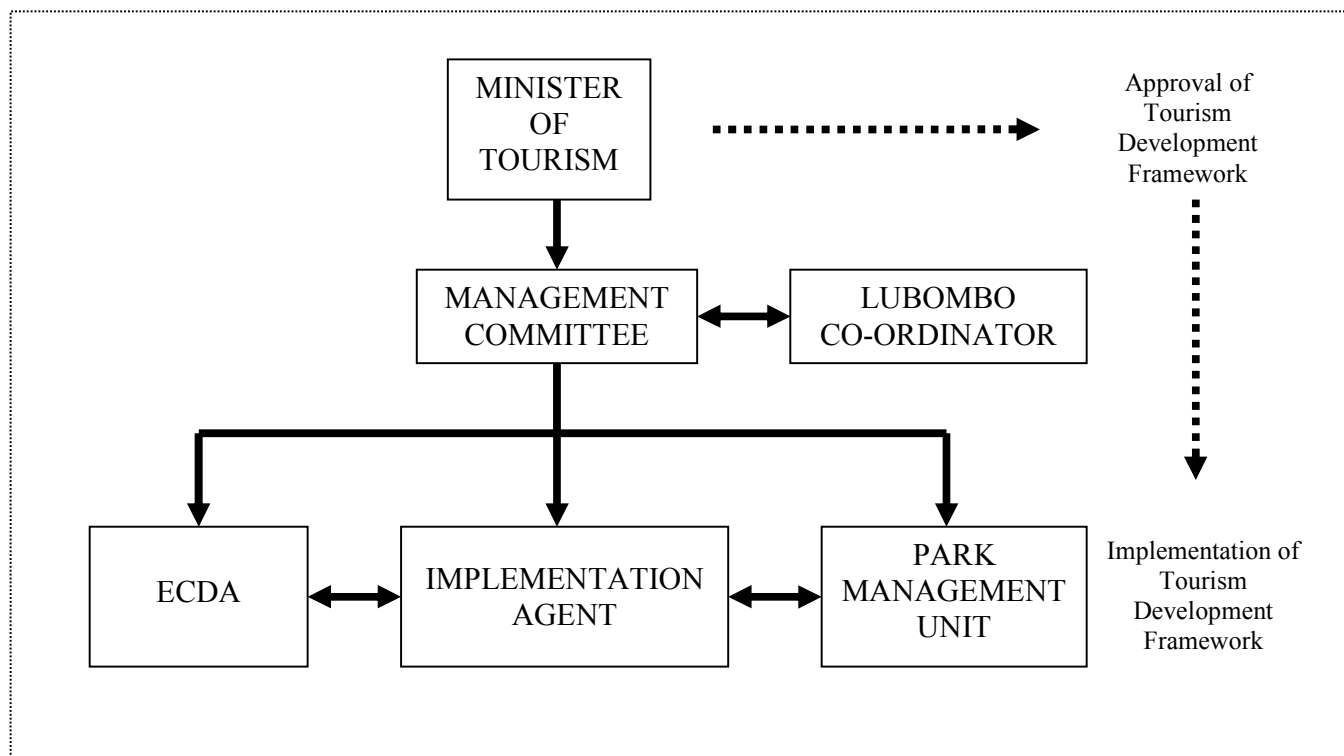 MINISTER
OF
TOURISM
Approval of
Tourism
Development
Framework
MANAGEMENT
COMMITTEE
LUBOMBO
CO-ORDINATOR
ECDA
IMPLEMENTATION
AGENT
PARK
MANAGEMENT
UNIT
Implementation of
Tourism
Development
Framework